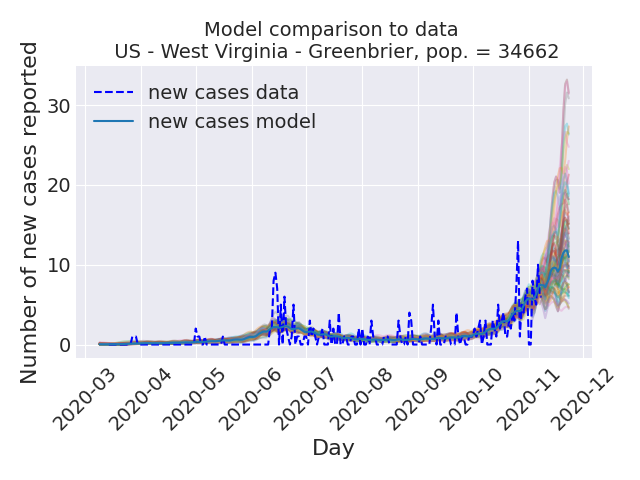 Model comparison to data
US - West Virginia - Greenbrier, pop. = 34662
Number of new cases reported
30
20
10
0
new cases data
new cases model
2020-03
2020-04
2020-05
2020-06
2020-07
2020-08
2020-09
2020-10
2020-11
2020-12
Day